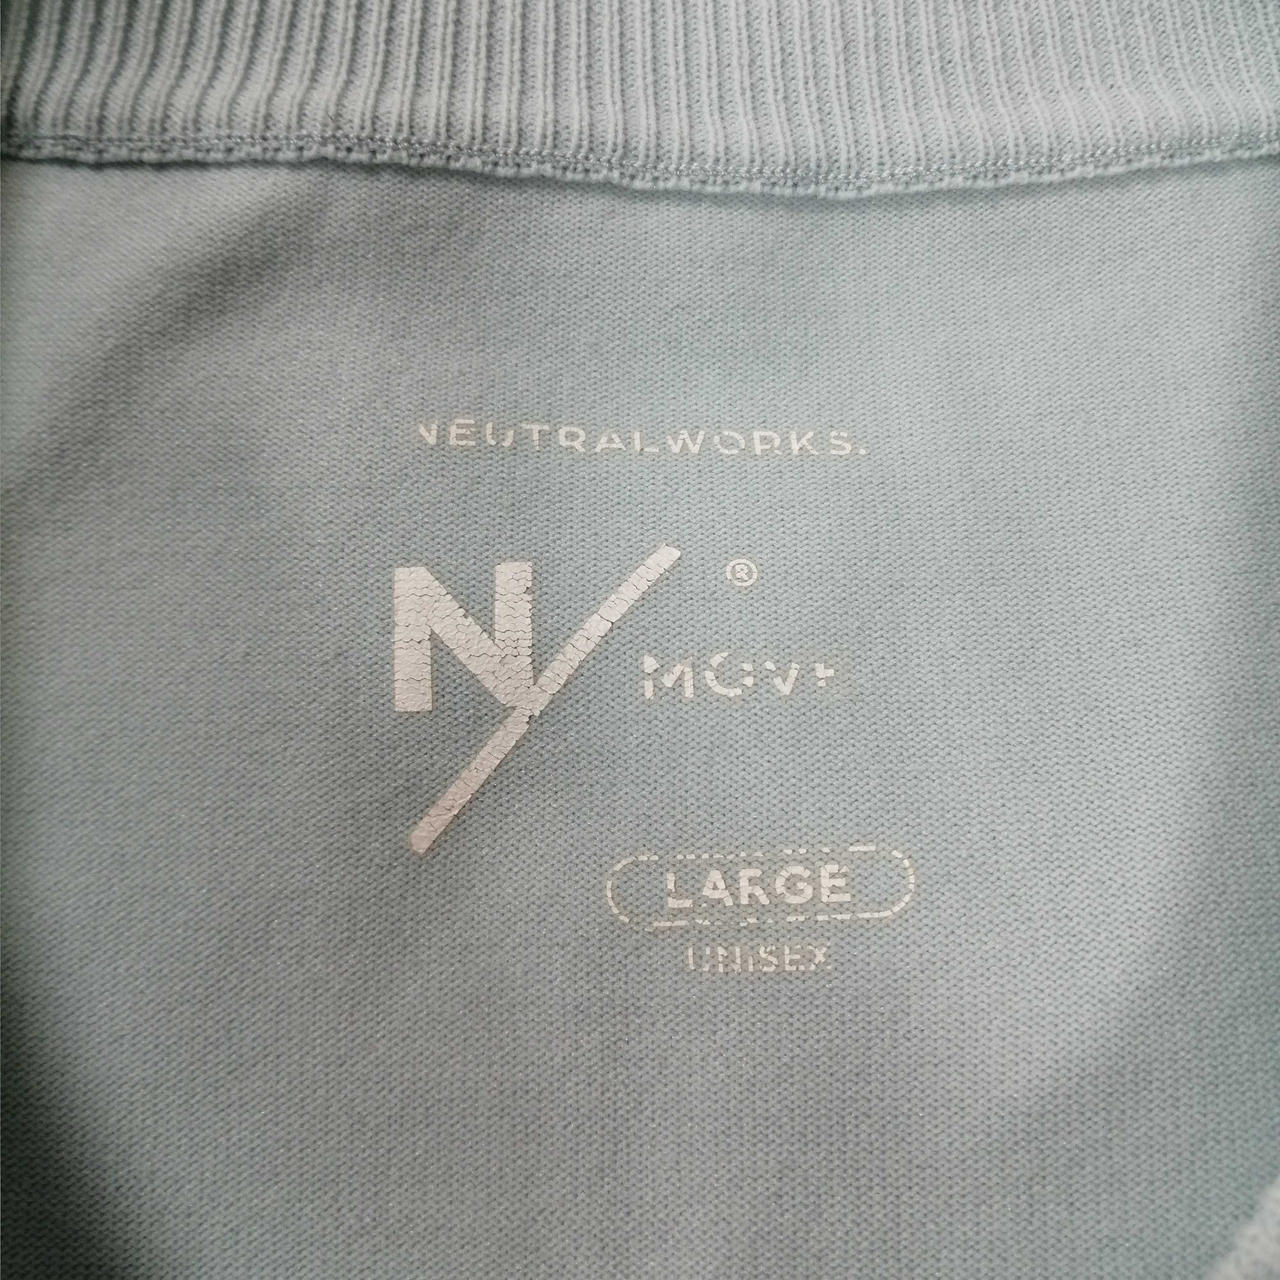 NEUTRALWORKS.
N/ ®
MOVE
LARGE
UNISEX